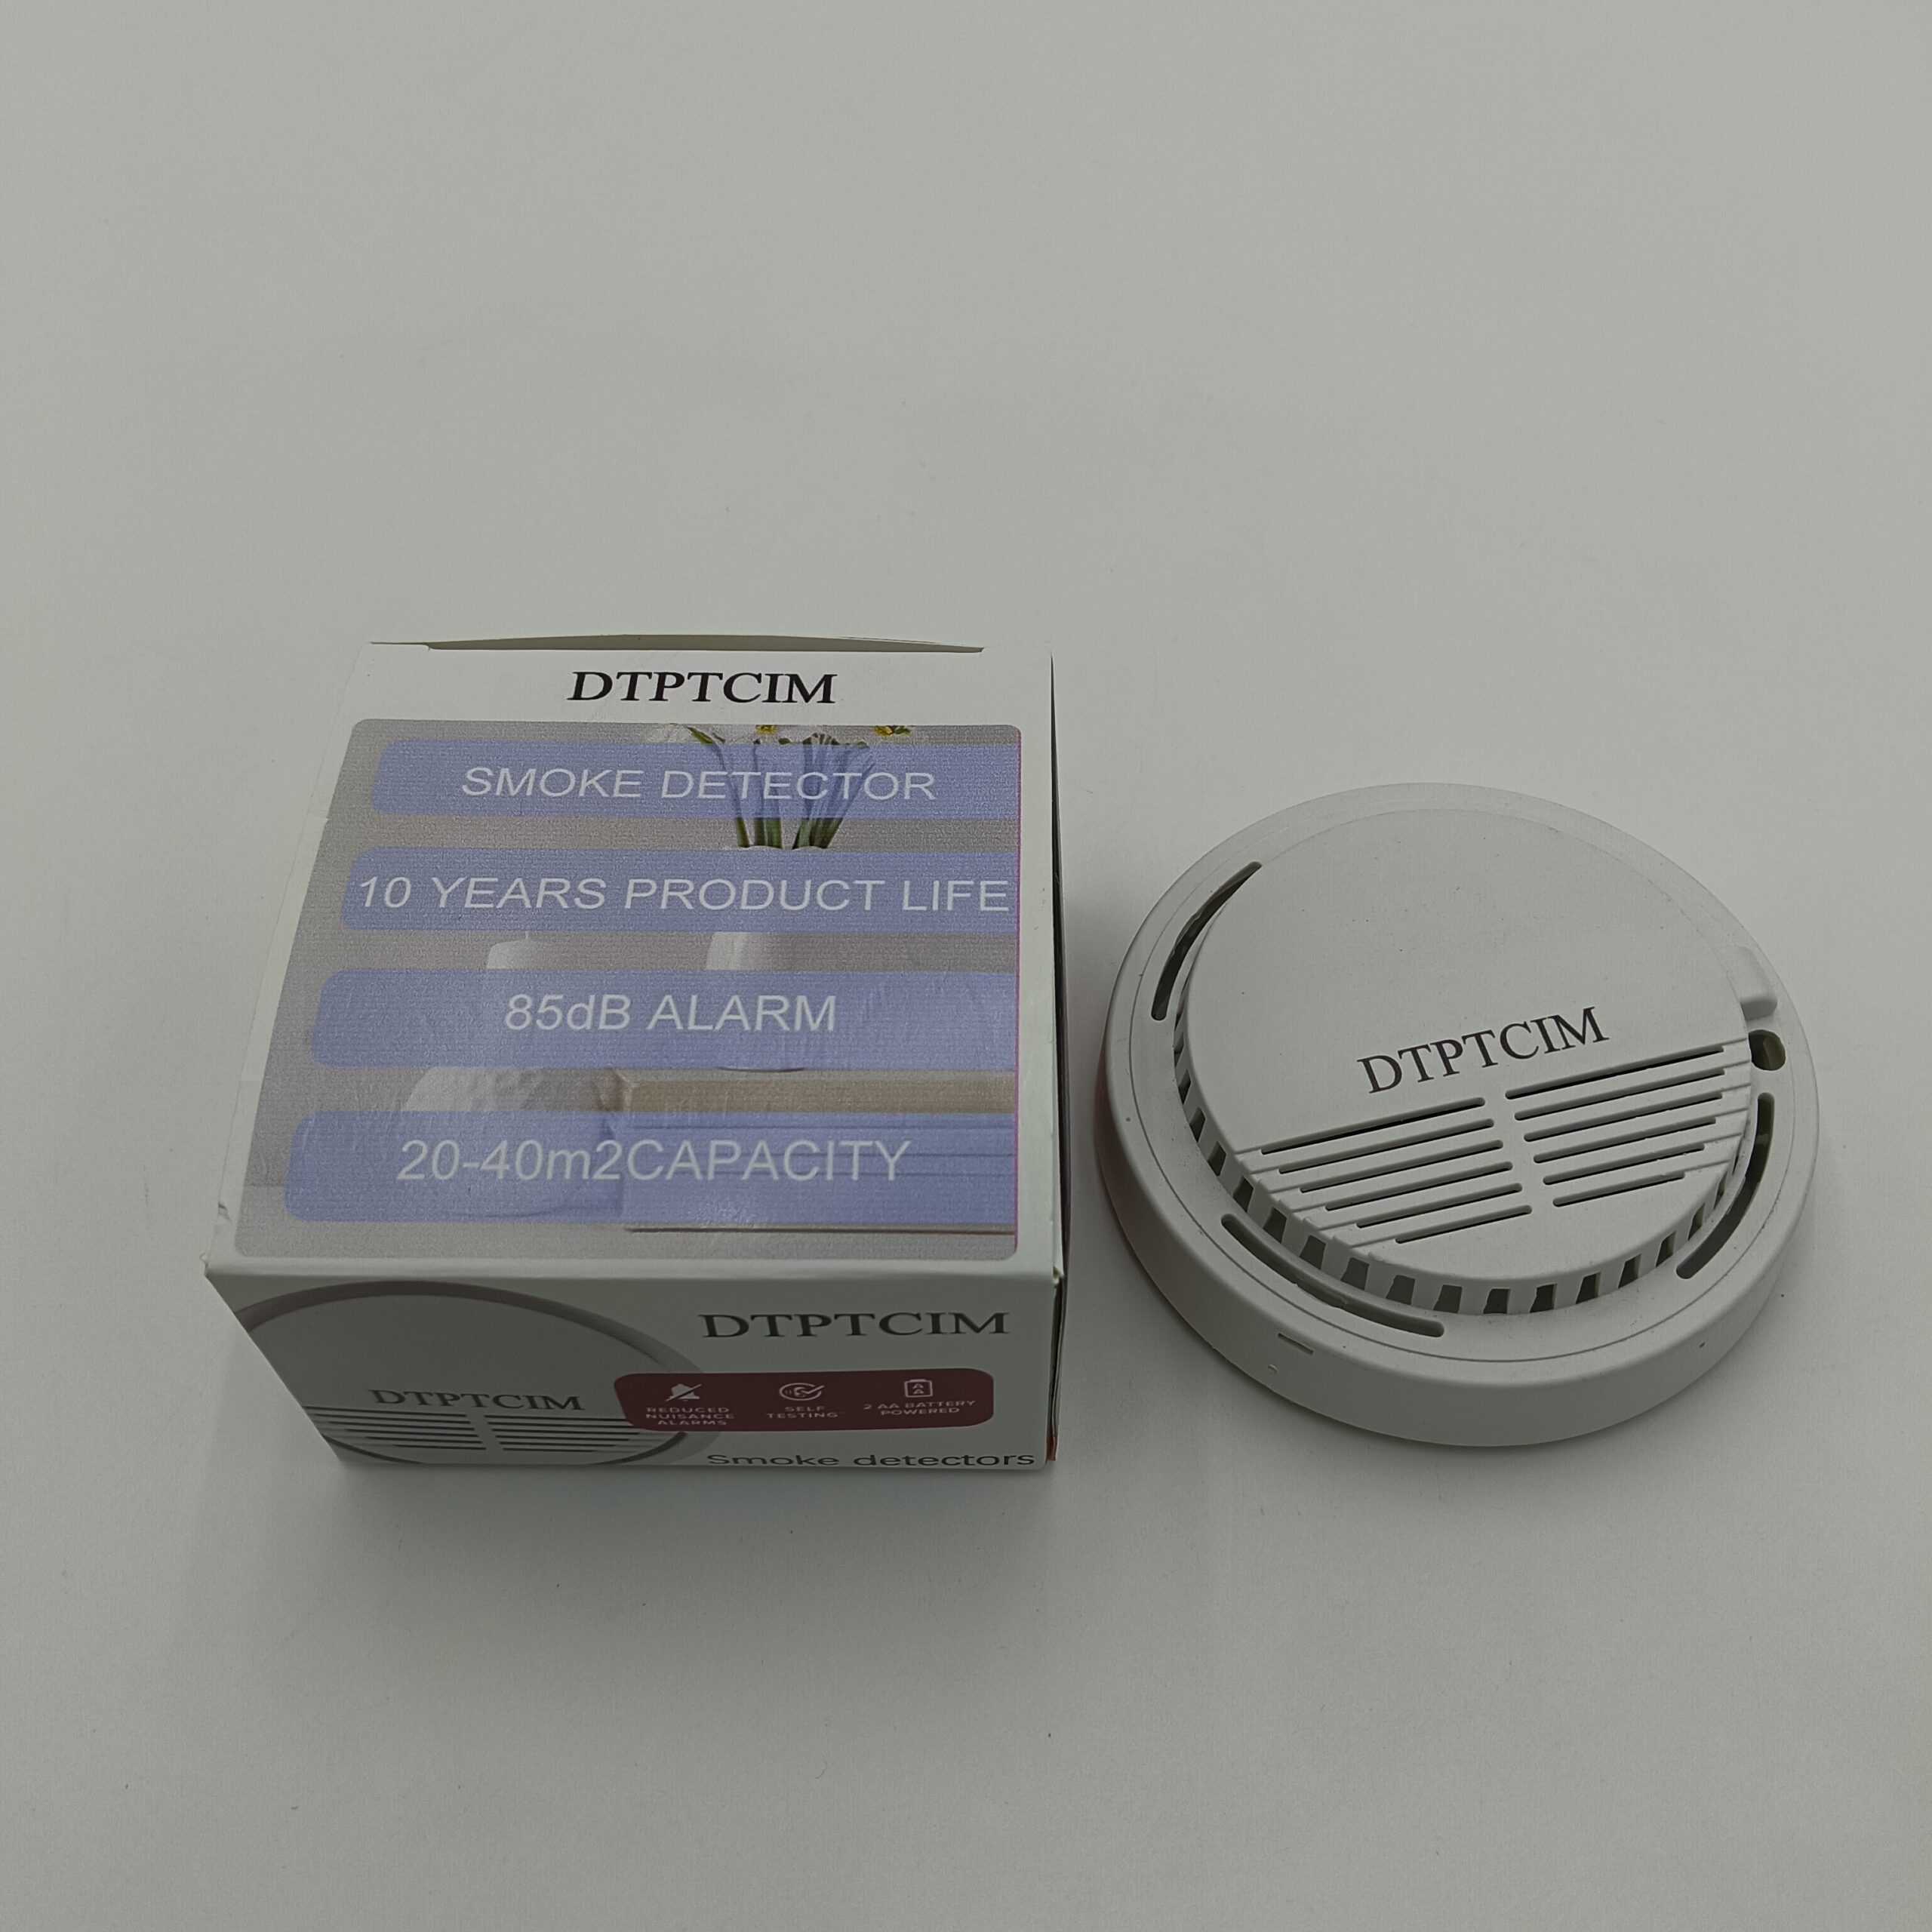 DTPTCIM
SMOKE DETECTOR
10 YEARS PRODUCT LIFE
85dB ALARM
20-40m2CAPACITY
DTPTCIM
DTPTCIM
REDUCED
NUISANCE
ALARMS
SELF
TESTING
2 AA BATTERY
POWERED
Smoke detectors
DTPTCIM